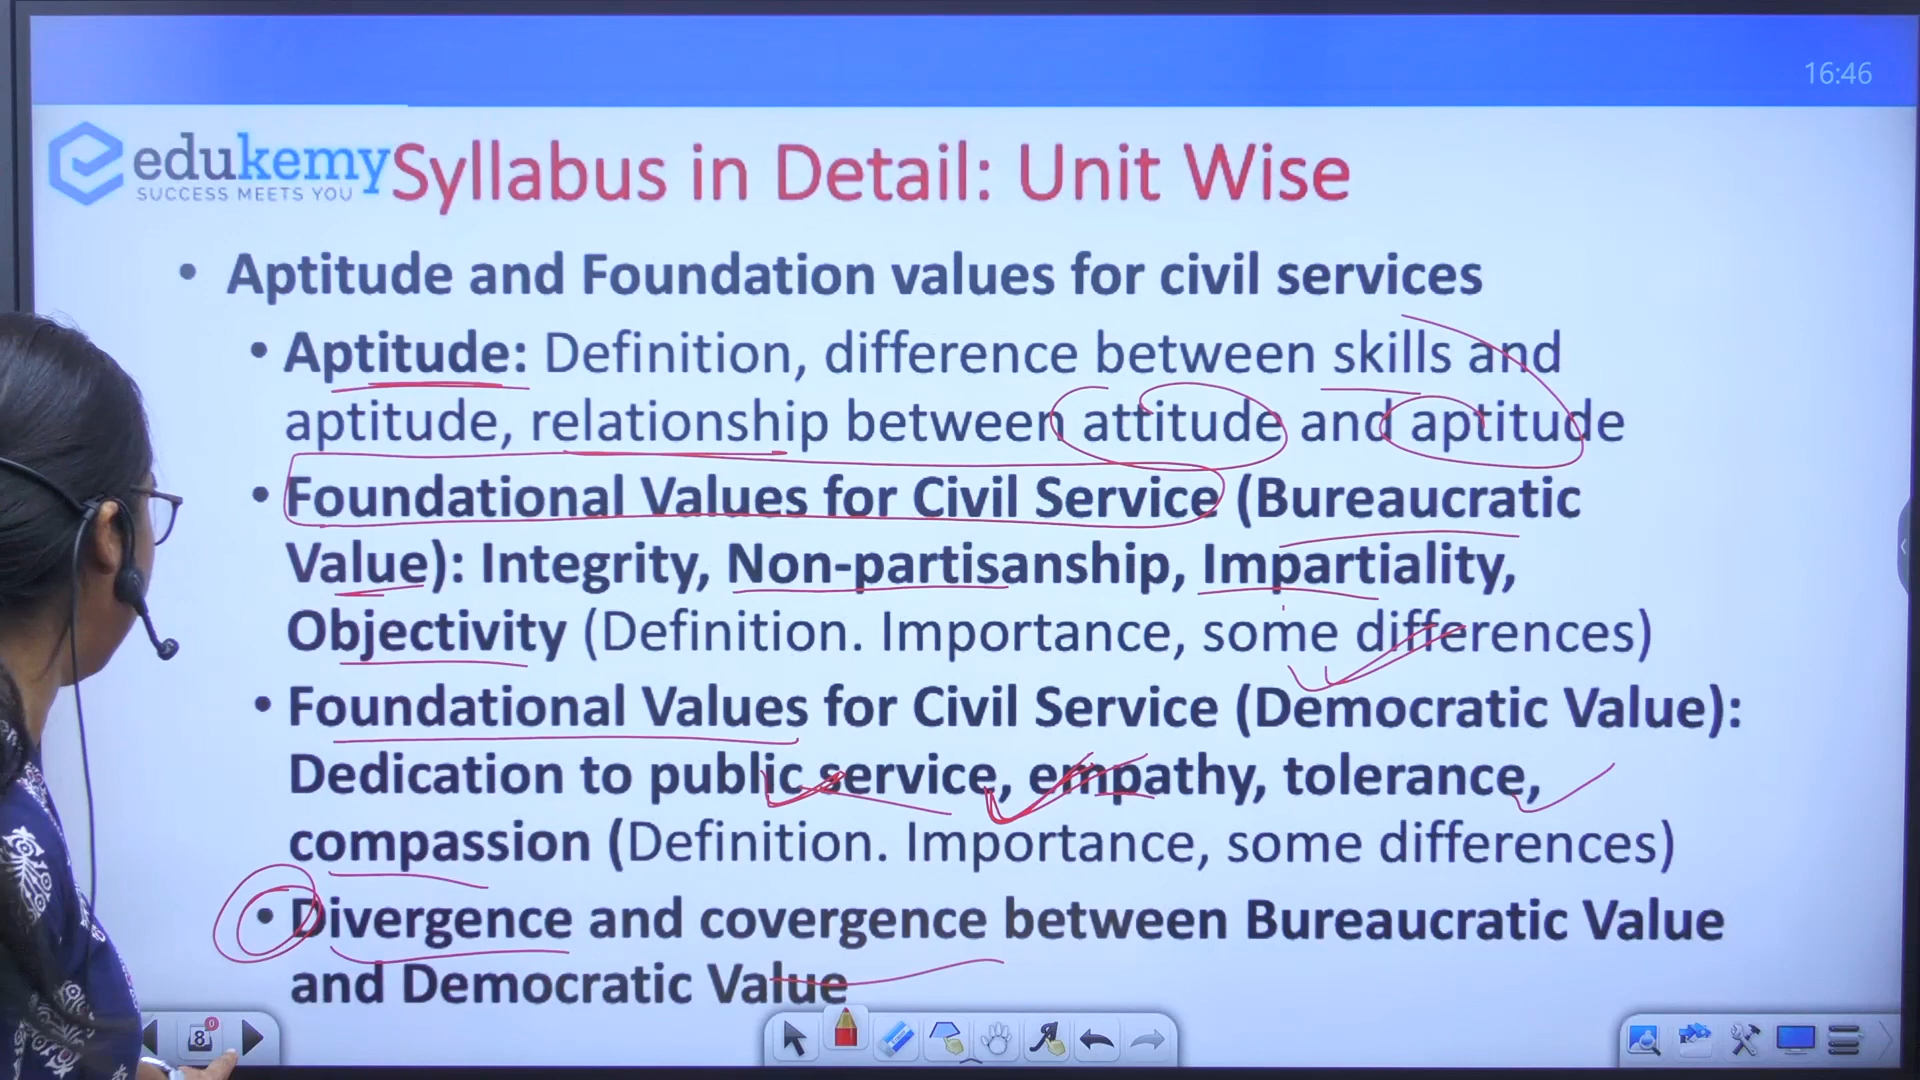 16:46
edukemy
SUCCESS MEETS YOU
Syllabus in Detail: Unit Wise
• Aptitude and Foundation values for civil services
• Aptitude: Definition, difference between skills and
aptitude, relationship between attitude and aptitude
• Foundational Values for Civil Service (Bureaucratic
Value): Integrity, Non-partisanship, Impartiality,
Objectivity (Definition. Importance, some differences)
• Foundational Values for Civil Service (Democratic Value):
Dedication to public service, empathy, tolerance,
compassion (Definition. Importance, some differences)
• Divergence and covergence between Bureaucratic Value
and Democratic Value
8
0